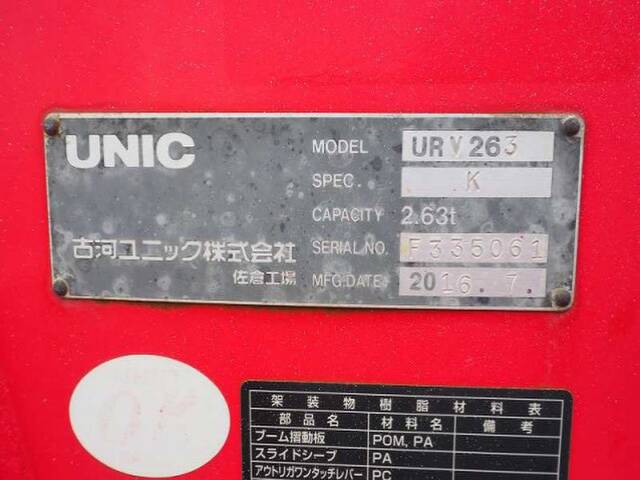 UNIC
MODEL URV263
SPEC. K
CAPACITY 2.63t
古河ユニック株式会社
佐倉工場
SERIAL NO. F335061
MFG.DATE 2016.7.
架装物樹脂材料表
部品名 材料名 備考
ブーム摺動板 POM, PA
スライドシーブ PA
アウトリガワンタッチレバー PC